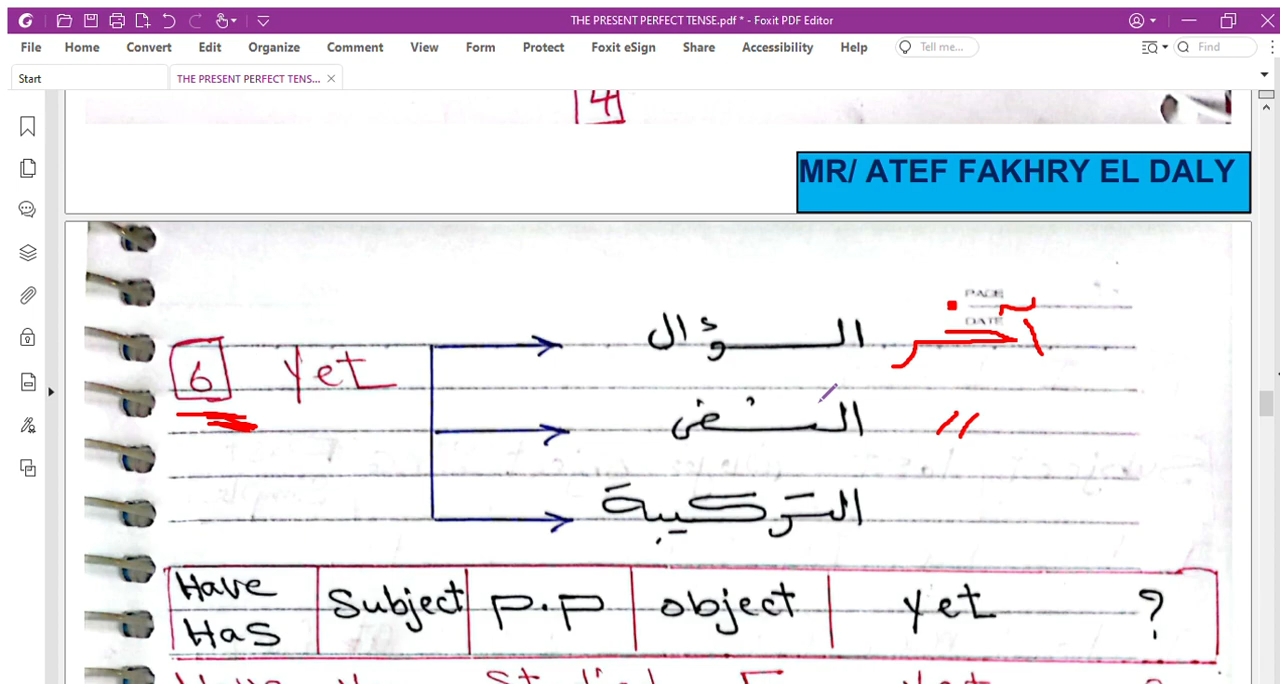 THE PRESENT PERFECT TENSE.pdf * - Foxit PDF Editor
File Home Convert Edit Organize Comment View Form Protect Foxit eSign Share Accessibility Help Tell me... Find
Start THE PRESENT PERFECT TENS...
4
MR/ ATEF FAKHRY EL DALY
PAGE
DATE
السؤال
6 yet
النفى
التركيبة
Have Subject p.p object yet ?
Has